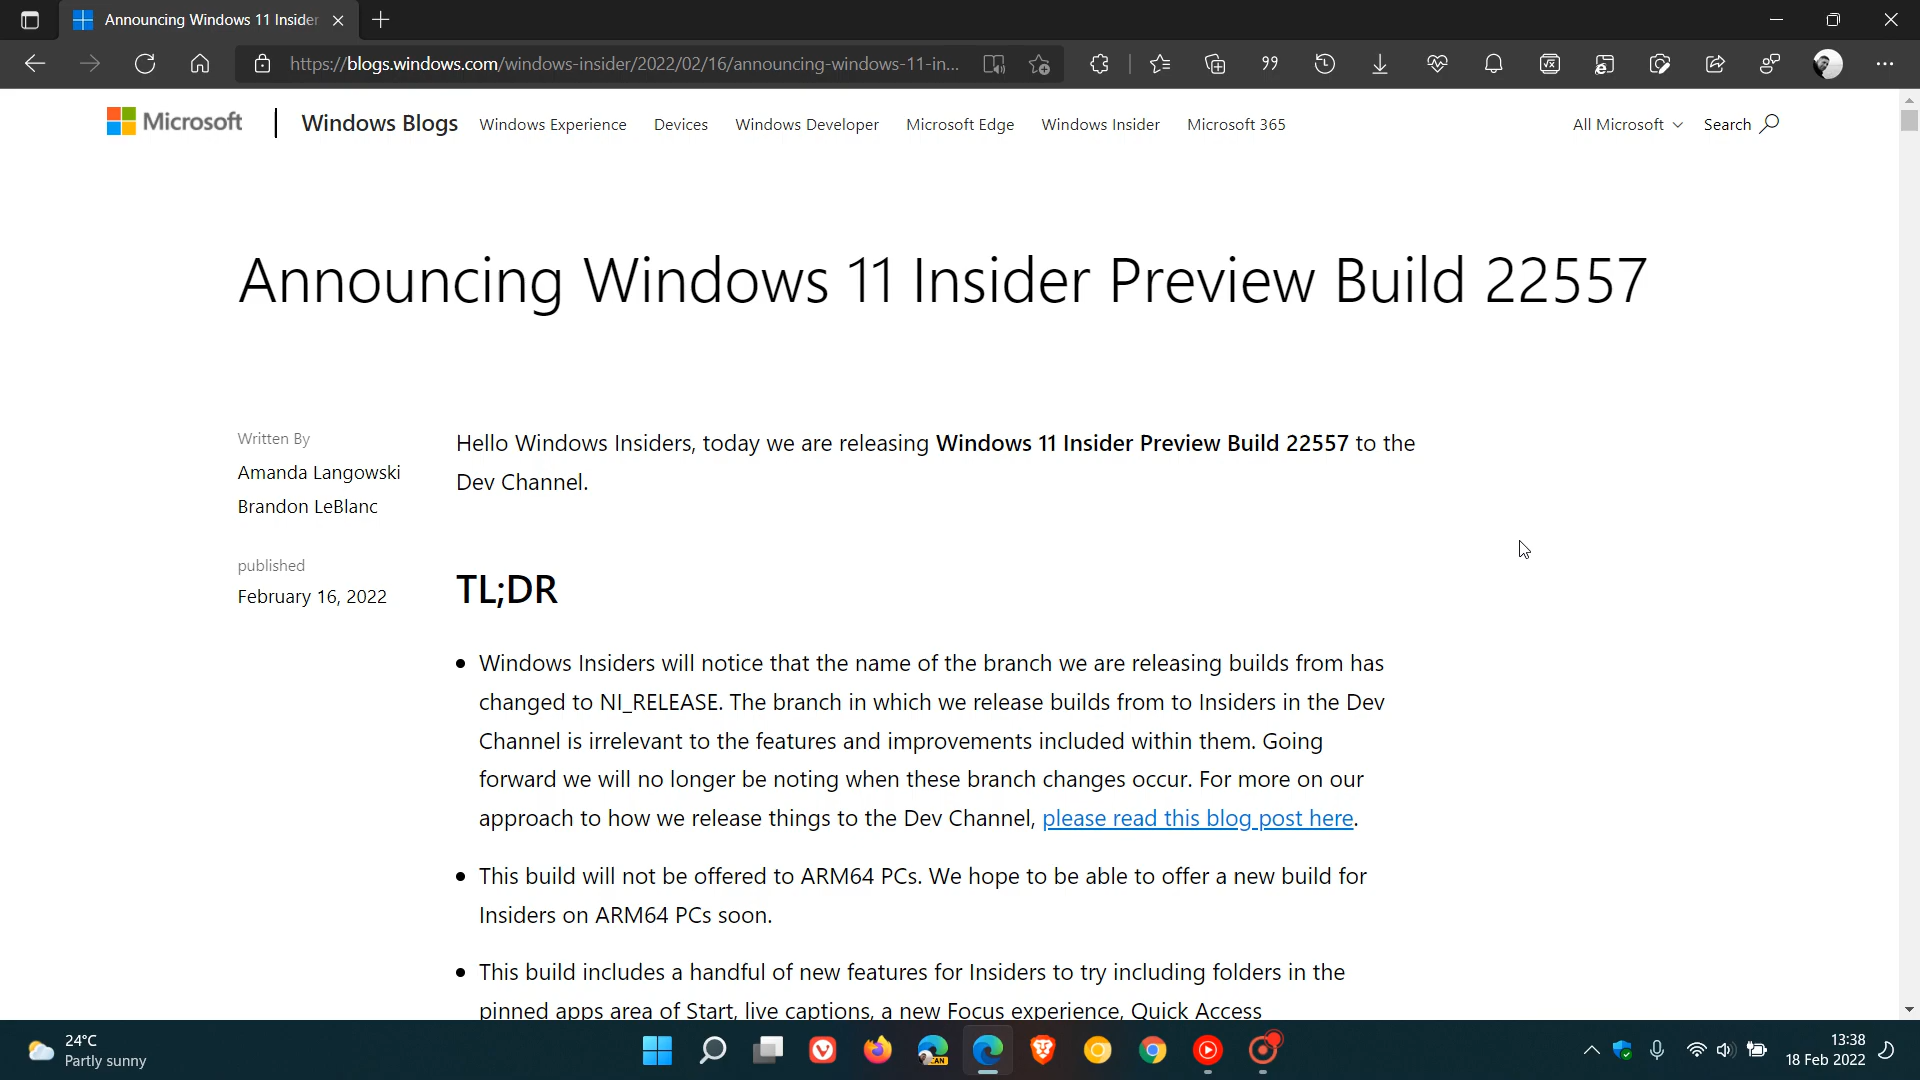 Announcing Windows 11 Insider
https://blogs.windows.com/windows-insider/2022/02/16/announcing-windows-11-in...
Microsoft
Windows Blogs
Windows Experience
Devices
Windows Developer
Microsoft Edge
Windows Insider
Microsoft 365
All Microsoft
Search
Announcing Windows 11 Insider Preview Build 22557
Written By
Amanda Langowski
Brandon LeBlanc
published
February 16, 2022
Hello Windows Insiders, today we are releasing Windows 11 Insider Preview Build 22557 to the
Dev Channel.
TL;DR
• Windows Insiders will notice that the name of the branch we are releasing builds from has
changed to NI_RELEASE. The branch in which we release builds from to Insiders in the Dev
Channel is irrelevant to the features and improvements included within them. Going
forward we will no longer be noting when these branch changes occur. For more on our
approach to how we release things to the Dev Channel, please read this blog post here.
• This build will not be offered to ARM64 PCs. We hope to be able to offer a new build for
Insiders on ARM64 PCs soon.
• This build includes a handful of new features for Insiders to try including folders in the
pinned apps area of Start, live captions, a new Focus experience, Quick Access
24°C
Partly sunny
CAN
13:38
18 Feb 2022